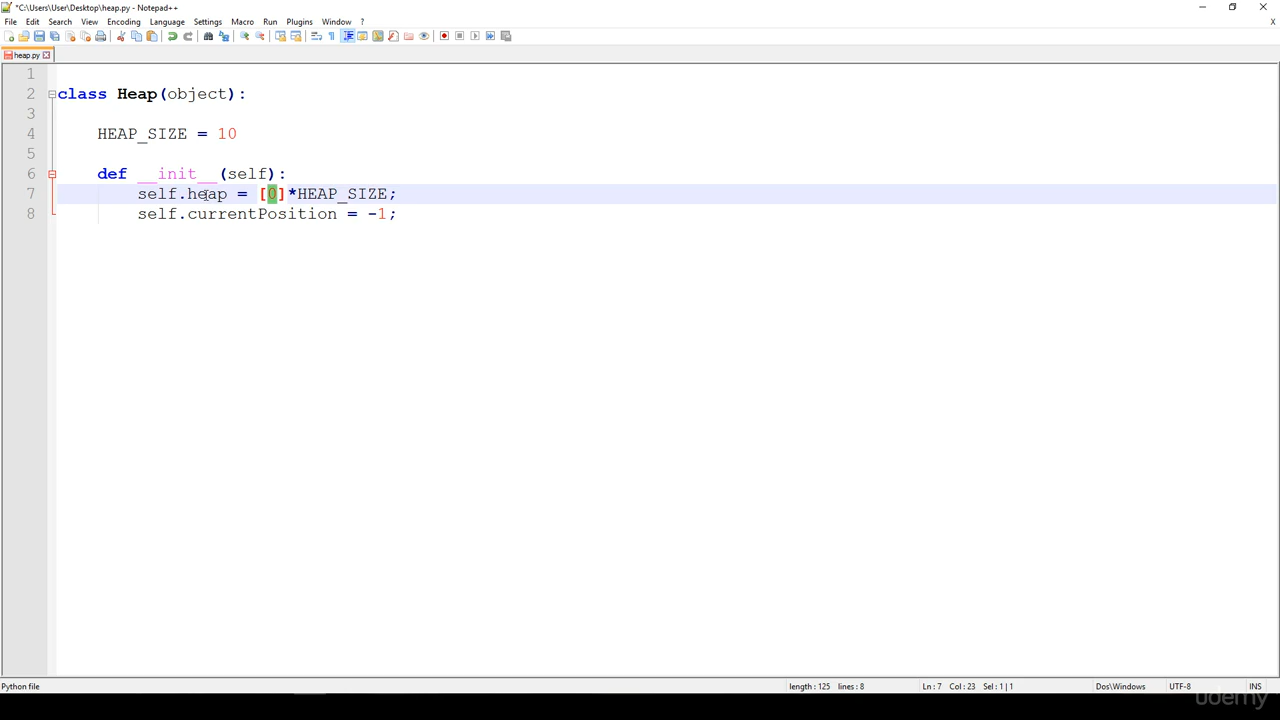 *C:\Users\User\Desktop\heap.py - Notepad++
File Edit Search View Encoding Language Settings Macro Run Plugins Window ?
heap.py
1
2 class Heap(object):
3
4 HEAP_SIZE = 10
5
6 def __init__(self):
7 self.heap = [0]*HEAP_SIZE;
8 self.currentPosition = -1;
Python file length : 125 lines : 8 Ln : 7 Col : 23 Sel : 1 | 1 Dos\Windows UTF-8 INS
udemy